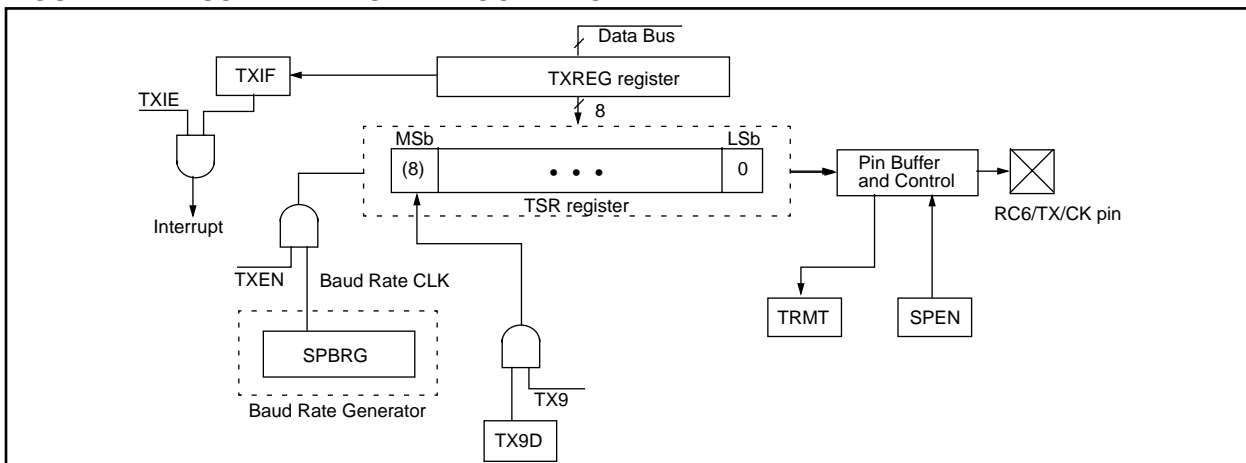 Data Bus
TXIF
TXREG register
TXIE
8
MSb
LSb
(8)
• • •
0
Pin Buffer
and Control
TSR register
Interrupt
RC6/TX/CK pin
TXEN
Baud Rate CLK
TRMT
SPEN
SPBRG
TX9
Baud Rate Generator
TX9D